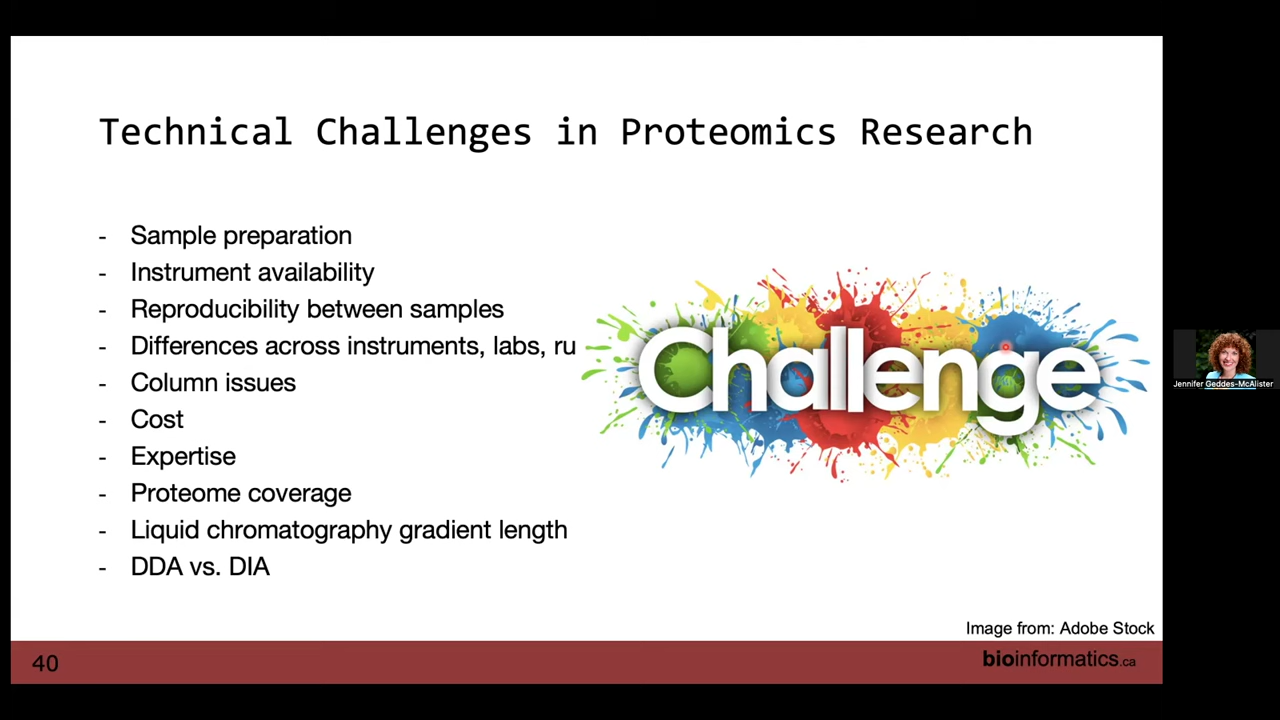 Technical Challenges in Proteomics Research
- Sample preparation
- Instrument availability
- Reproducibility between samples
- Differences across instruments, labs, ru
- Column issues
- Cost
- Expertise
- Proteome coverage
- Liquid chromatography gradient length
- DDA vs. DIA
Challenge
Jennifer Geddes-McAlister
Image from: Adobe Stock
40
bioinformatics.ca